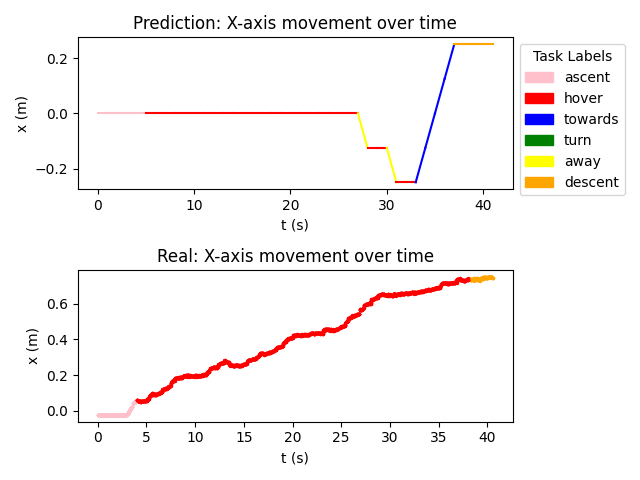 Prediction: X-axis movement over time
0.2
0.0
−0.2
x (m)
0
10
20
30
40
t (s)
Task Labels
ascent
hover
towards
turn
away
descent
Real: X-axis movement over time
0.6
0.4
0.2
0.0
x (m)
0
5
10
15
20
25
30
35
40
t (s)